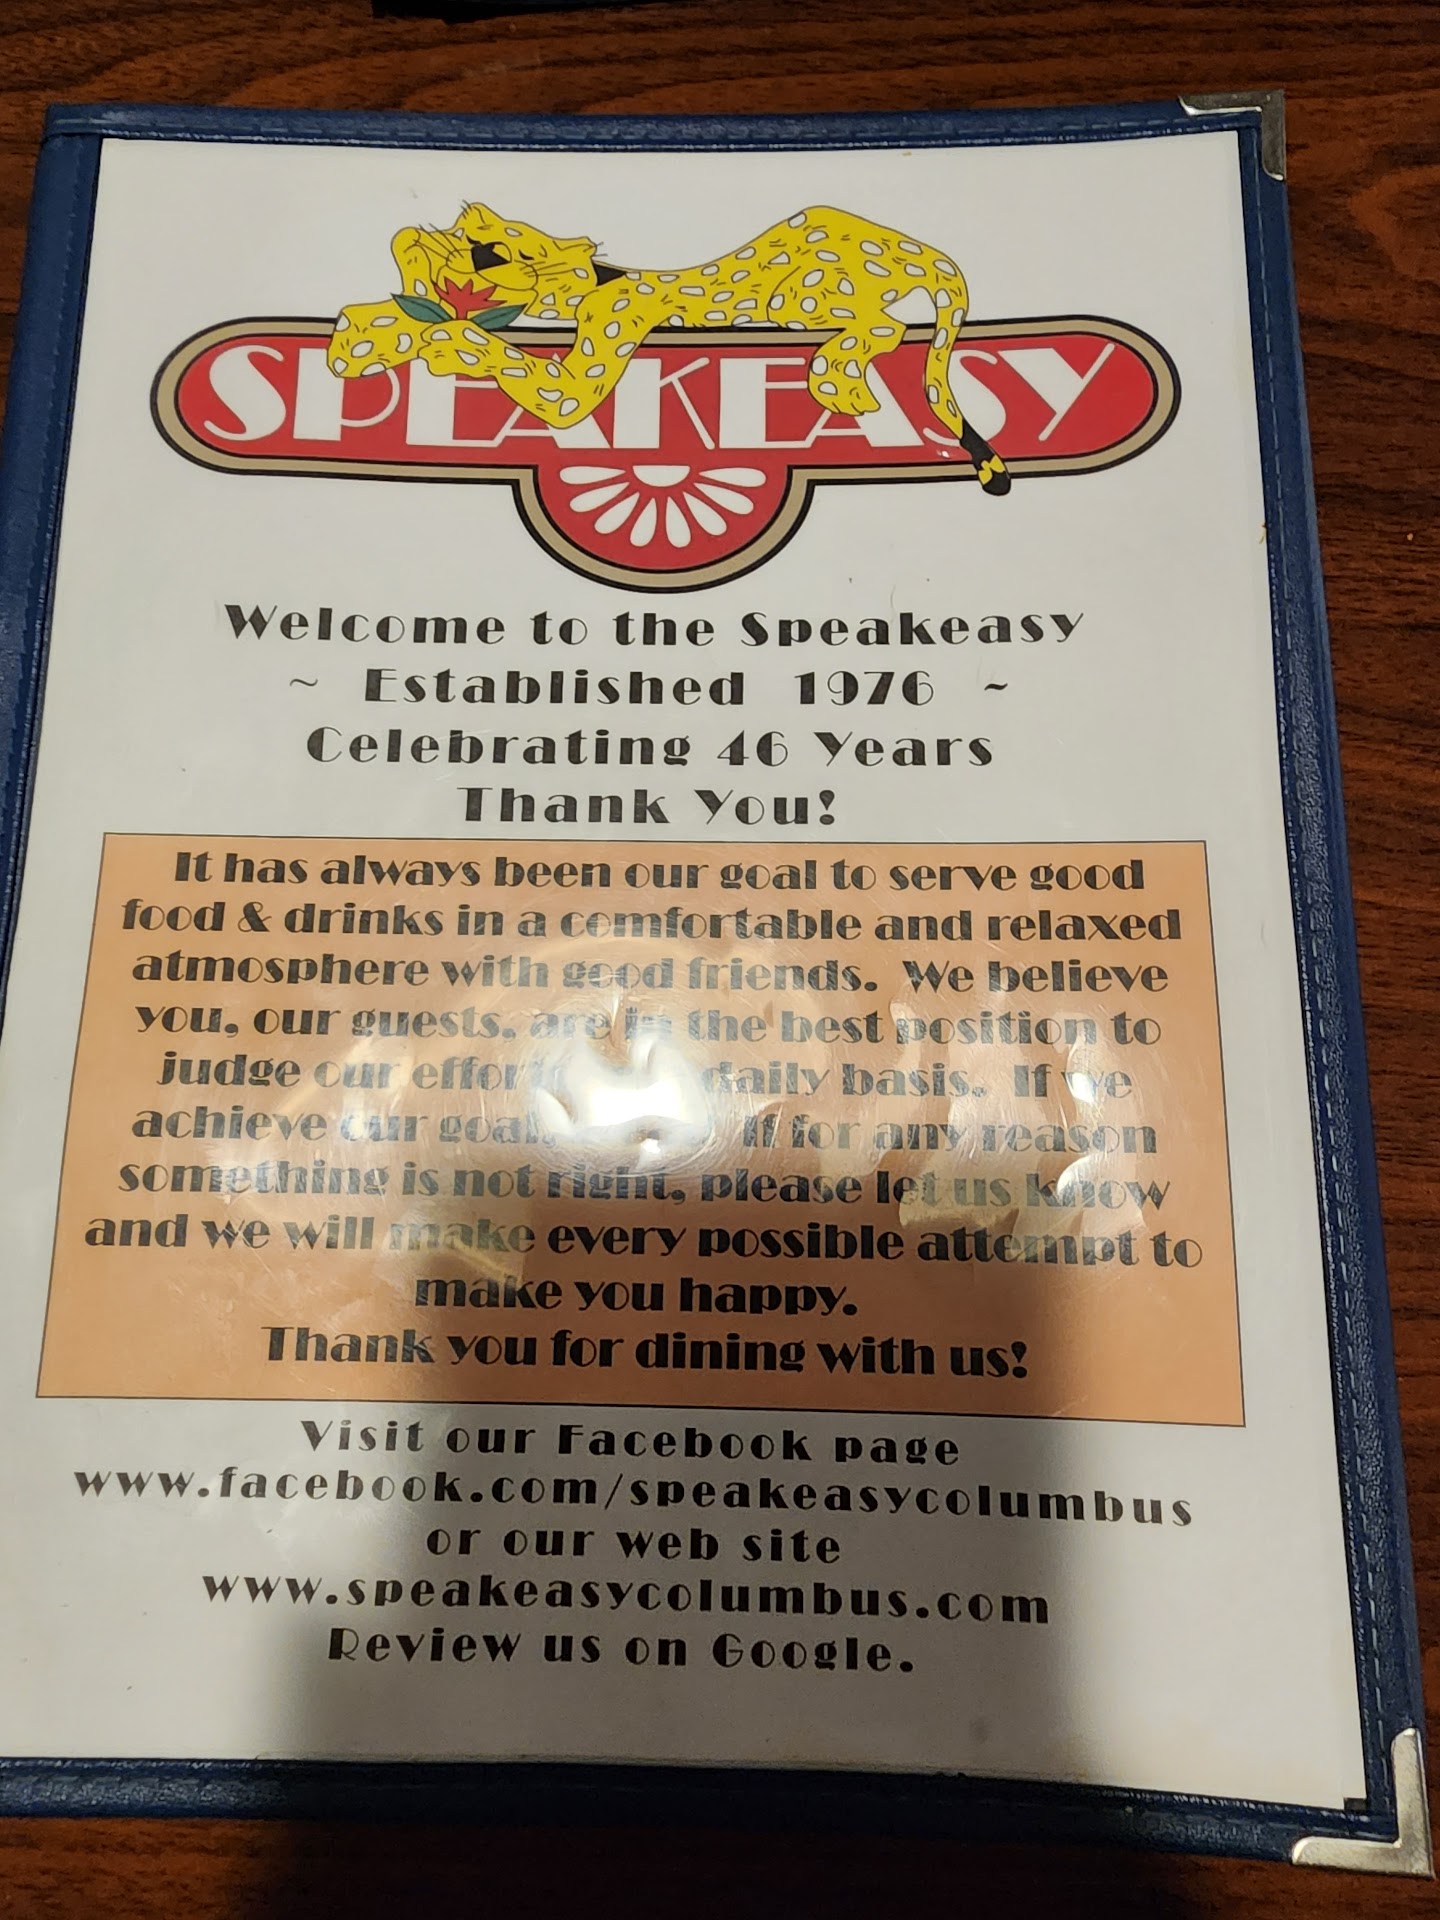 SPEAKEASY
Welcome to the Speakeasy
~ Established 1976 ~
Celebrating 46 Years
Thank You!
It has always been our goal to serve good
food & drinks in a comfortable and relaxed
atmosphere with good friends. We believe
you, our guests, are in the best position to
judge our daily basis. If we
achieve our goal, If for any reason
something is not right, please let us know
and we will make every possible attempt to
make you happy.
Thank you for dining with us!
Visit our Facebook page
www.facebook.com/speakeasycolumbus
or our web site
www.speakeasycolumbus.com
Review us on Google.